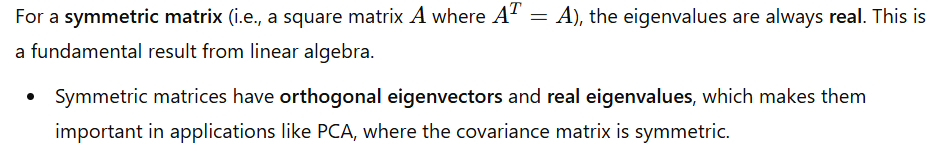 For a symmetric matrix (i.e., a square matrix A where A^T = A), the eigenvalues are always real. This is
a fundamental result from linear algebra.
• Symmetric matrices have orthogonal eigenvectors and real eigenvalues, which makes them
important in applications like PCA, where the covariance matrix is symmetric.